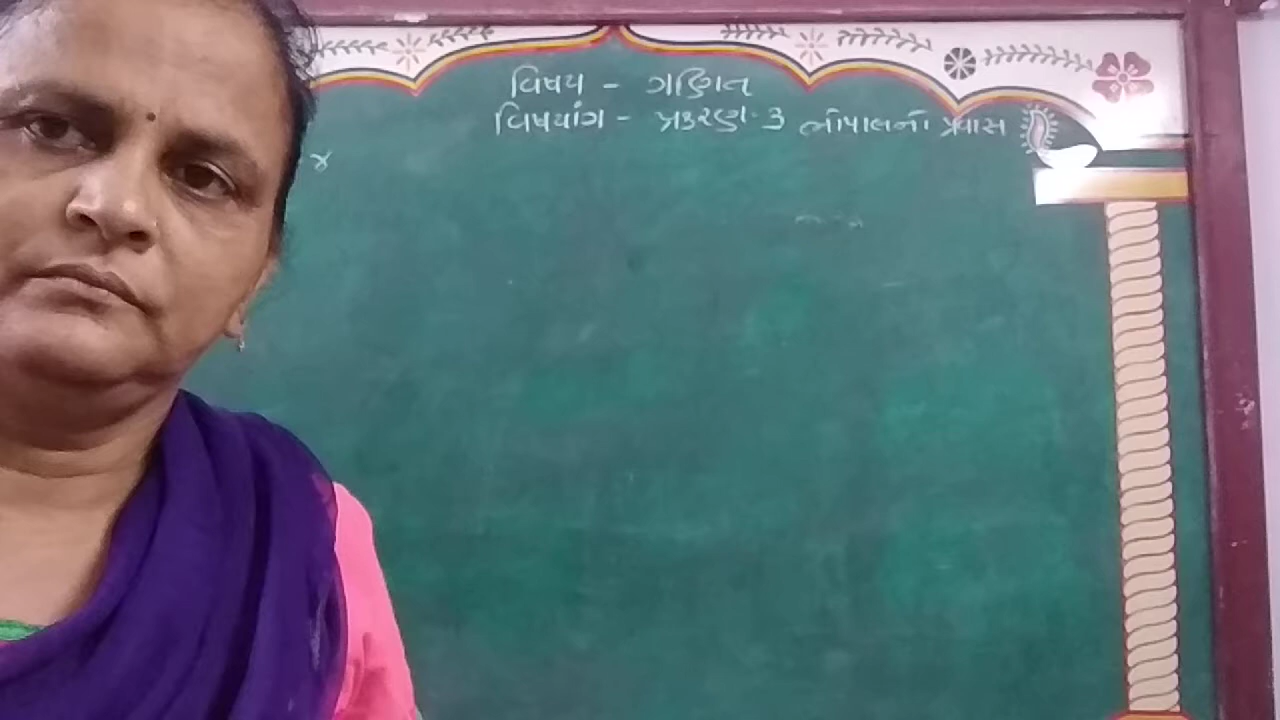 વિષય - ગણિત
વિષયાંગ - પ્રકરણ-3 ભોપાલનો પ્રવાસ